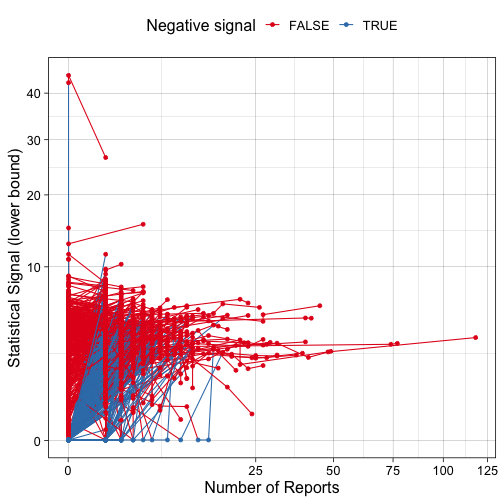 Negative signal FALSE TRUE
Statistical Signal (lower bound)
40
30
20
10
0
0 25 50 75 100 125
Number of Reports